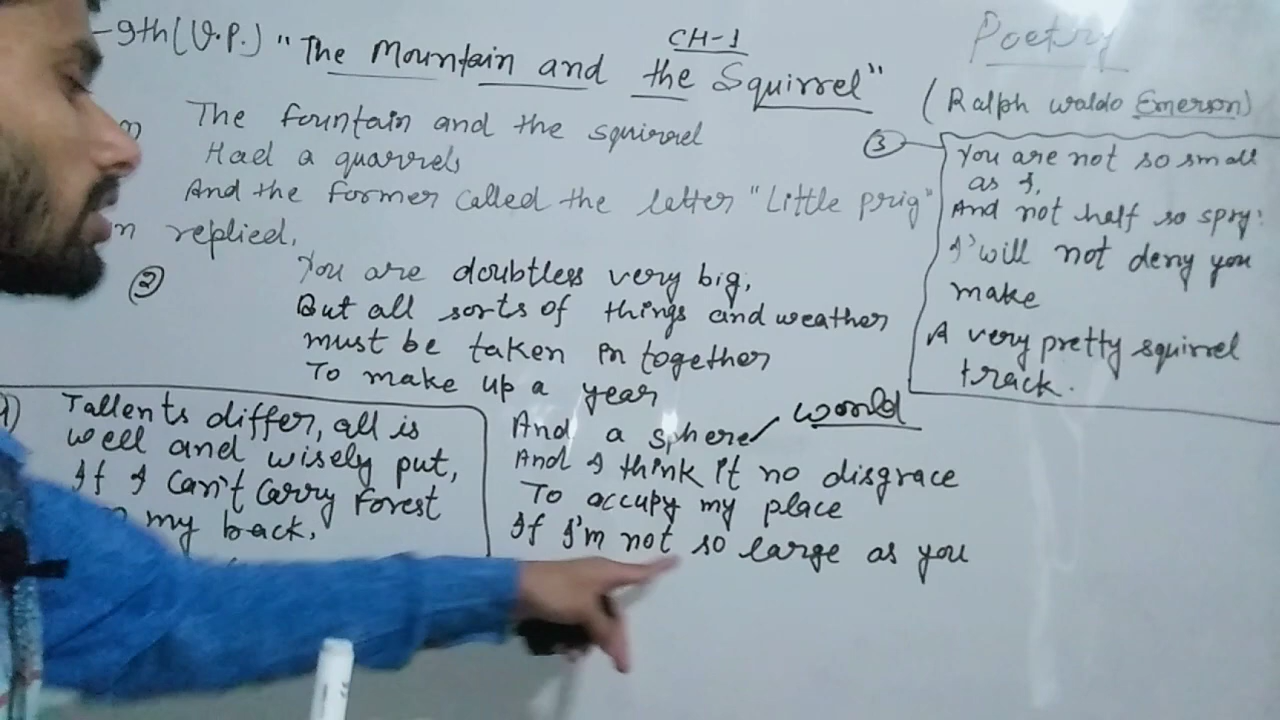 -9th (U.P.) "The Mountain and the Squirrel"
CH-1
Poetry
(Ralph waldo Emerson)
The fountain and the squirrel
Had a quarrels
And the former called the latter "Little prig"
replied,
②
You are doubtless very big,
But all sorts of things and weather
must be taken in together
To make up a year
And a sphere / world
And I think it no disgrace
To occupy my place
If I'm not so large as you
③
You are not so small
as I,
And not half so spry:
I'will not deny you
make
A very pretty squirrel
track.
Tallents differ, all is
well and wisely put,
If I Can't Carry Forest
my back,